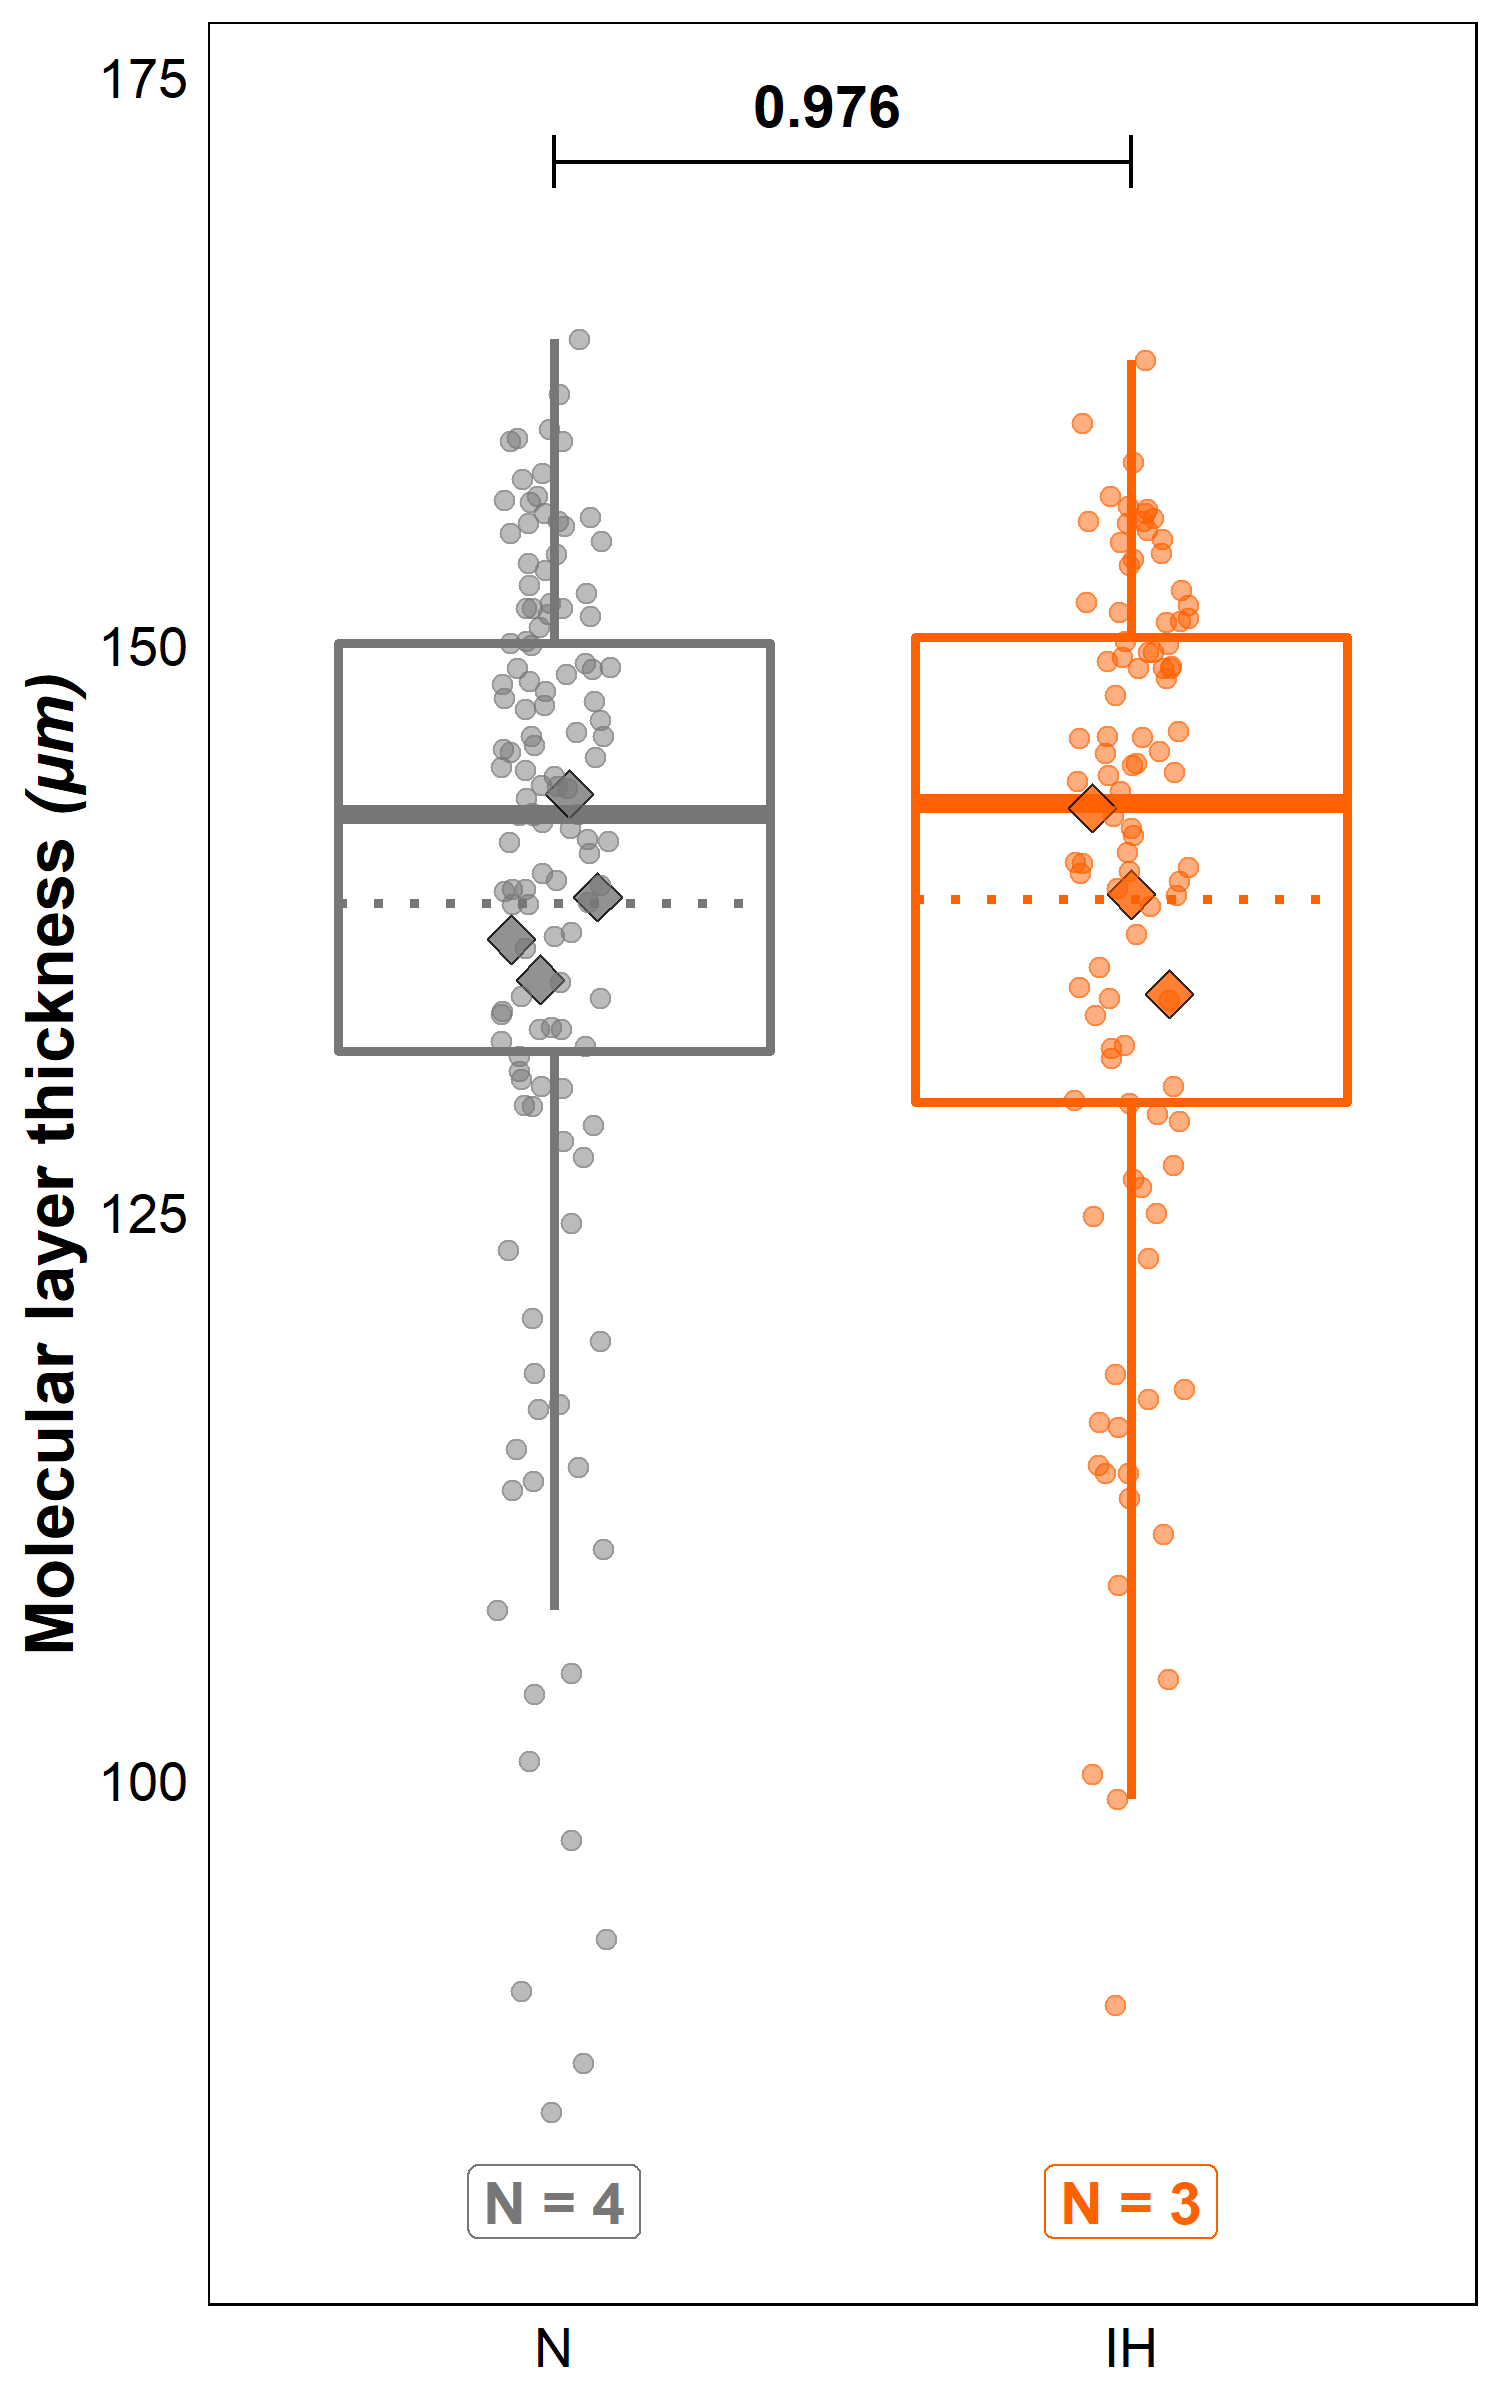 175
0.976
150
125
100
Molecular layer thickness (µm)
N = 4
N = 3
N
IH